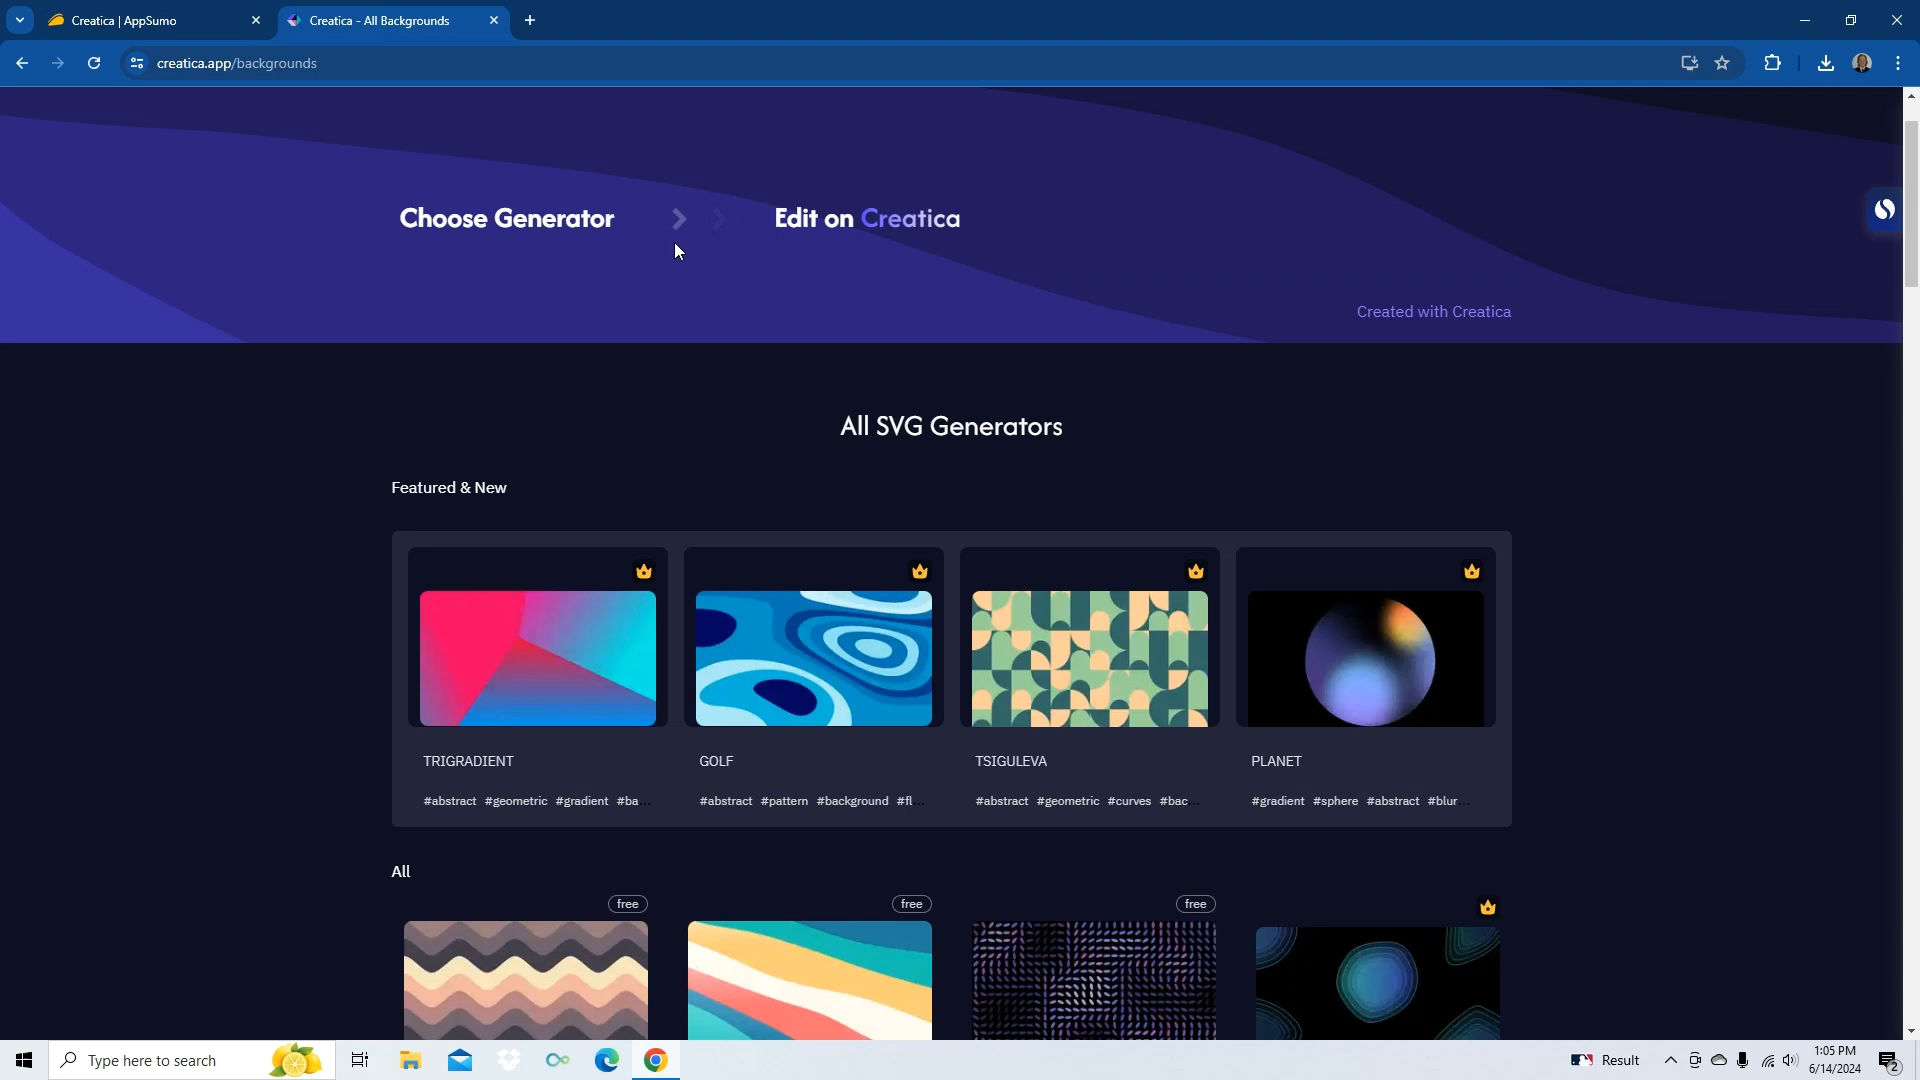 Creatica | AppSumo
Creatica - All Backgrounds
creatica.app/backgrounds
Choose Generator
Edit on Creatica
Created with Creatica
All SVG Generators
Featured & New
TRIGRADIENT
GOLF
TSIGULEVA
PLANET
#abstract #geometric #gradient #ba...
#abstract #pattern #background #fl...
#abstract #geometric #curves #bac...
#gradient #sphere #abstract #blur...
All
free
free
free
Type here to search
Result
1:05 PM
6/14/2024
2